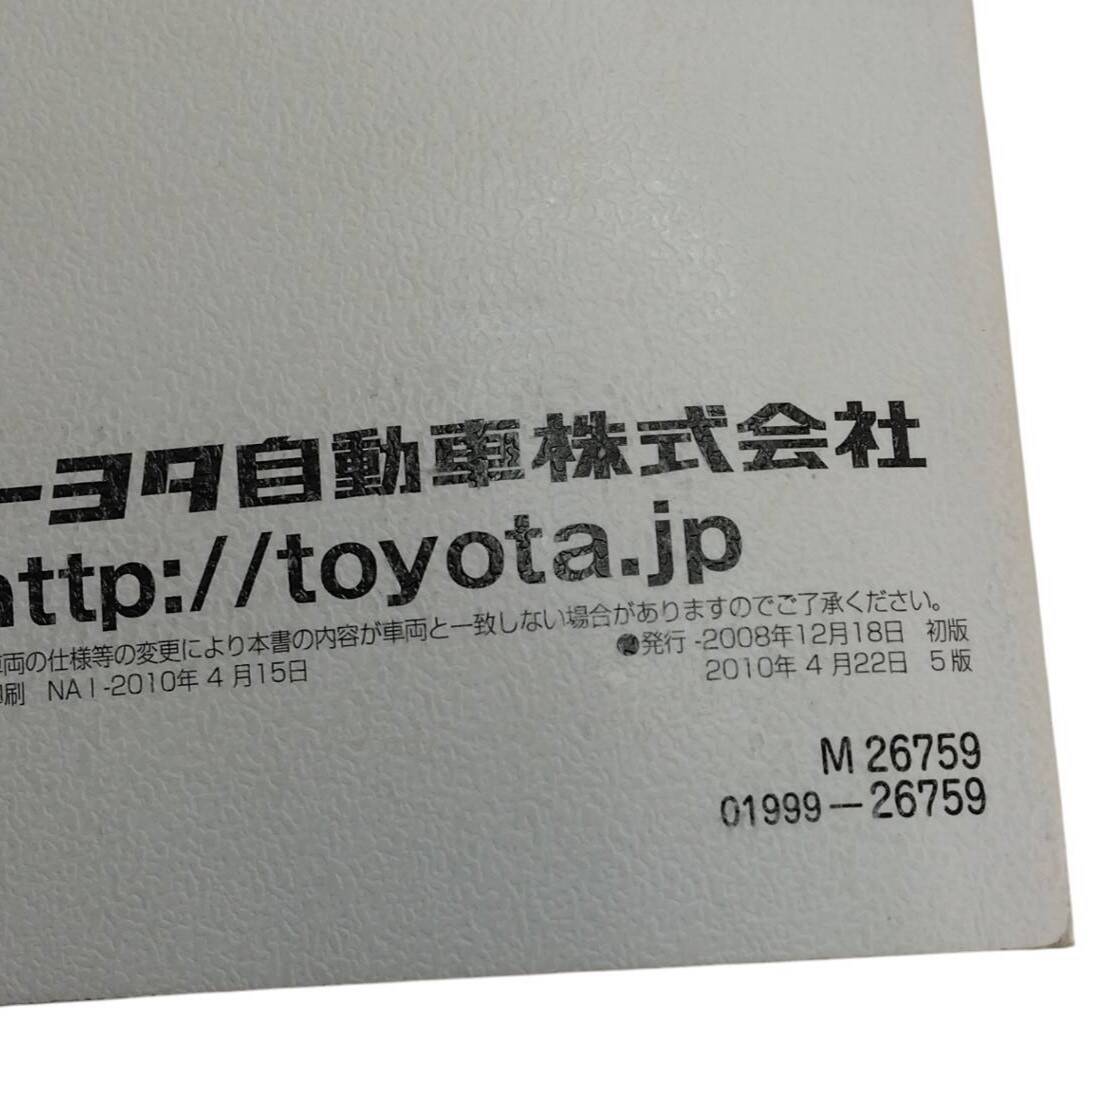 ーヨタ自動車株式会社
http://toyota.jp
車両の仕様等の変更により本書の内容が車両と一致しない場合がありますのでご了承ください。
印刷 NAI-2010年4月15日
発行-2008年12月18日 初版
2010年4月22日 5版
M 26759
01999—26759